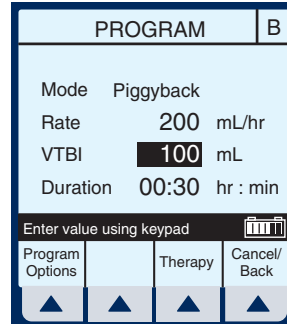 PROGRAM B
Mode Piggyback
Rate 200 mL/hr
VTBI 100 mL
Duration 00:30 hr : min
Enter value using keypad
Program Options Therapy Cancel/ Back